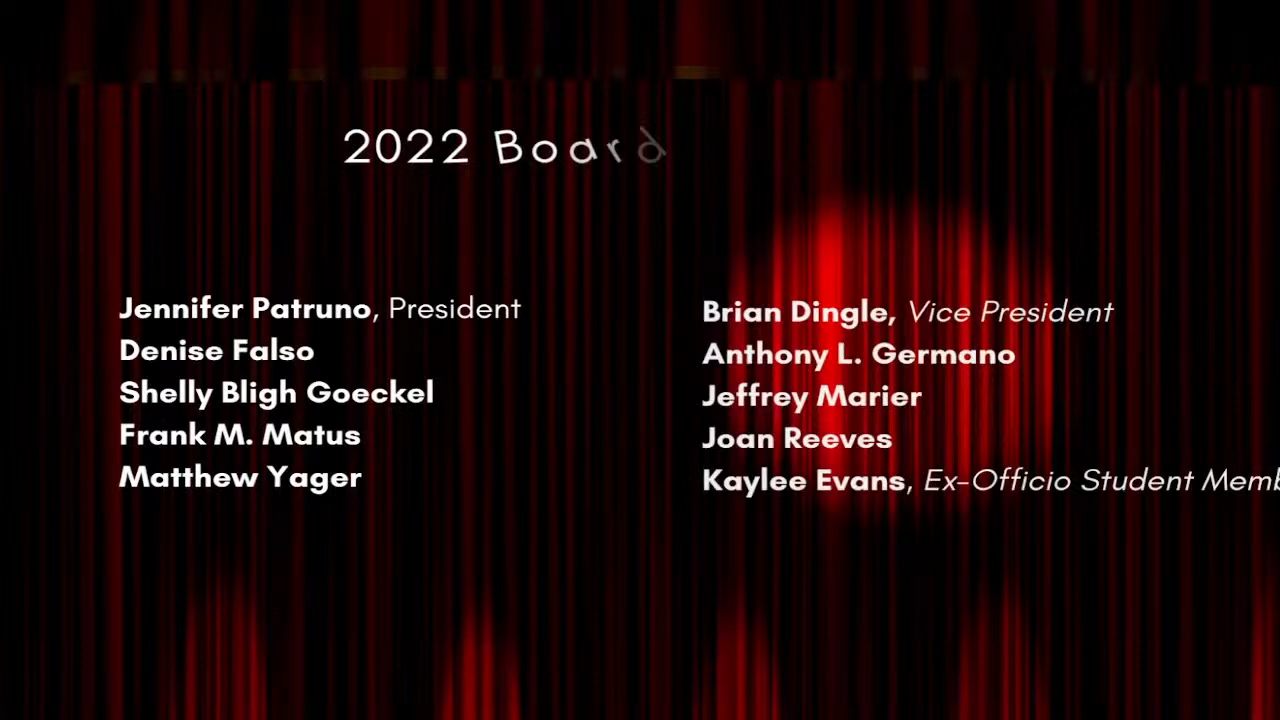 2022 Board
Jennifer Patruno, President
Denise Falso
Shelly Bligh Goeckel
Frank M. Matus
Matthew Yager
Brian Dingle, Vice President
Anthony L. Germano
Jeffrey Marier
Joan Reeves
Kaylee Evans, Ex-Officio Student Memb